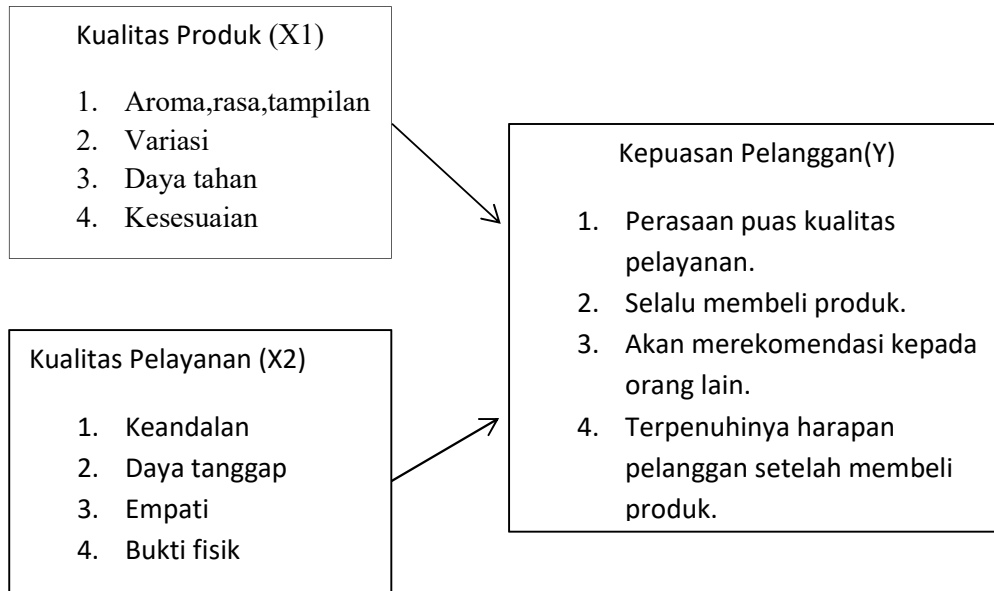 Kualitas Produk (X1)
1. Aroma,rasa,tampilan
2. Variasi
3. Daya tahan
4. Kesesuaian
Kualitas Pelayanan (X2)
1. Keandalan
2. Daya tanggap
3. Empati
4. Bukti fisik
Kepuasan Pelanggan(Y)
1. Perasaan puas kualitas
pelayanan.
2. Selalu membeli produk.
3. Akan merekomendasi kepada
orang lain.
4. Terpenuhinya harapan
pelanggan setelah membeli
produk.